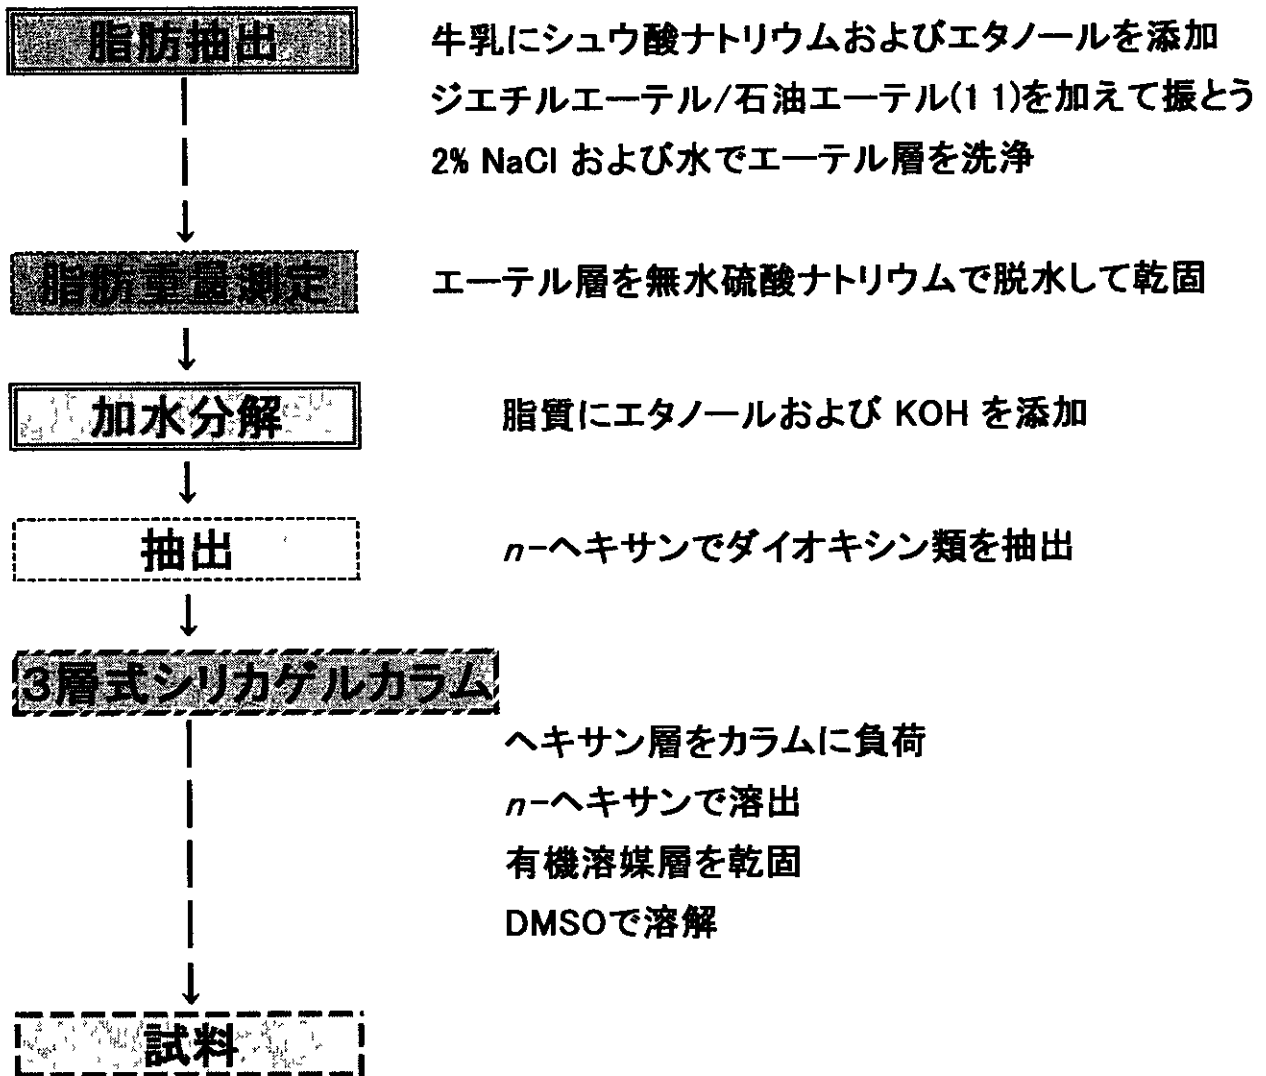 脂肪抽出
牛乳にシュウ酸ナトリウムおよびエタノールを添加
ジエチルエーテル/石油エーテル(1 1)を加えて振とう
2% NaCl および水でエーテル層を洗浄
脂肪重量測定
エーテル層を無水硫酸ナトリウムで脱水して乾固
加水分解
脂質にエタノールおよび KOH を添加
抽出
n-ヘキサンでダイオキシン類を抽出
3層式シリカゲルカラム
ヘキサン層をカラムに負荷
n-ヘキサンで溶出
有機溶媒層を乾固
DMSOで溶解
試料